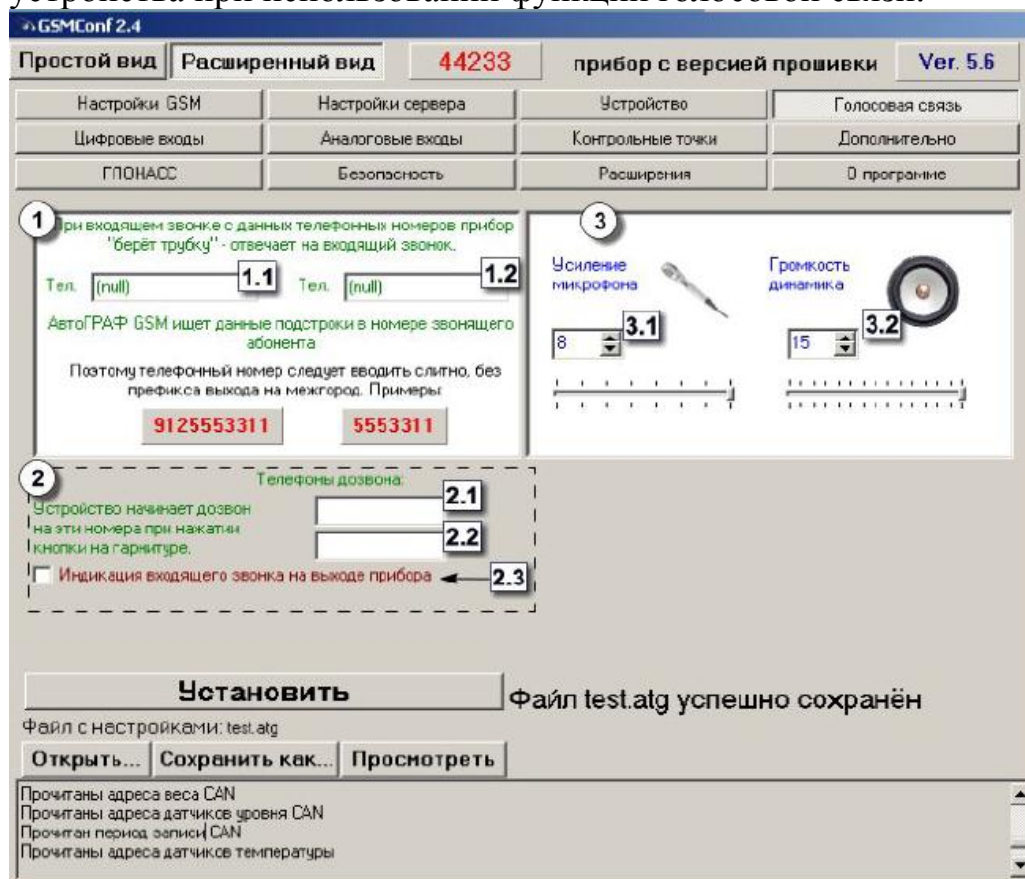 устройства при использовании функции голосовой связи.
GSMConf 2.4
Простой вид Расширенный вид 44233 прибор с версией прошивки Ver. 5.6
Настройки GSM Настройки сервера Устройство Голосовая связь
Цифровые входы Аналоговые входы Контрольные точки Дополнительно
ГЛОНАСС Безопасность Расширения О программе
1 При входящем звонке с данных телефонных номеров прибор
"берёт трубку" - отвечает на входящий звонок.
Тел. (null) 1.1 Тел. (null) 1.2
АвтоГРАФ GSM ищет данные подстроки в номере звонящего
абонента
Поэтому телефонный номер следует вводить слитно, без
префикса выхода на межгород. Примеры:
9125553311 5553311
3
Усиление
микрофона
8 3.1
Громкость
динамика
15 3.2
2 Телефоны дозвона:
Устройство начинает дозвон
на эти номера при нажатии
кнопки на гарнитуре.
2.1
2.2
Индикация входящего звонка на выходе прибора 2.3
Установить Файл test.atg успешно сохранён
Файл с настройками: test.atg
Открыть... Сохранить как... Просмотреть
Прочитаны адреса веса CAN
Прочитаны адреса датчиков уровня CAN
Прочитан период записи CAN
Прочитаны адреса датчиков температуры